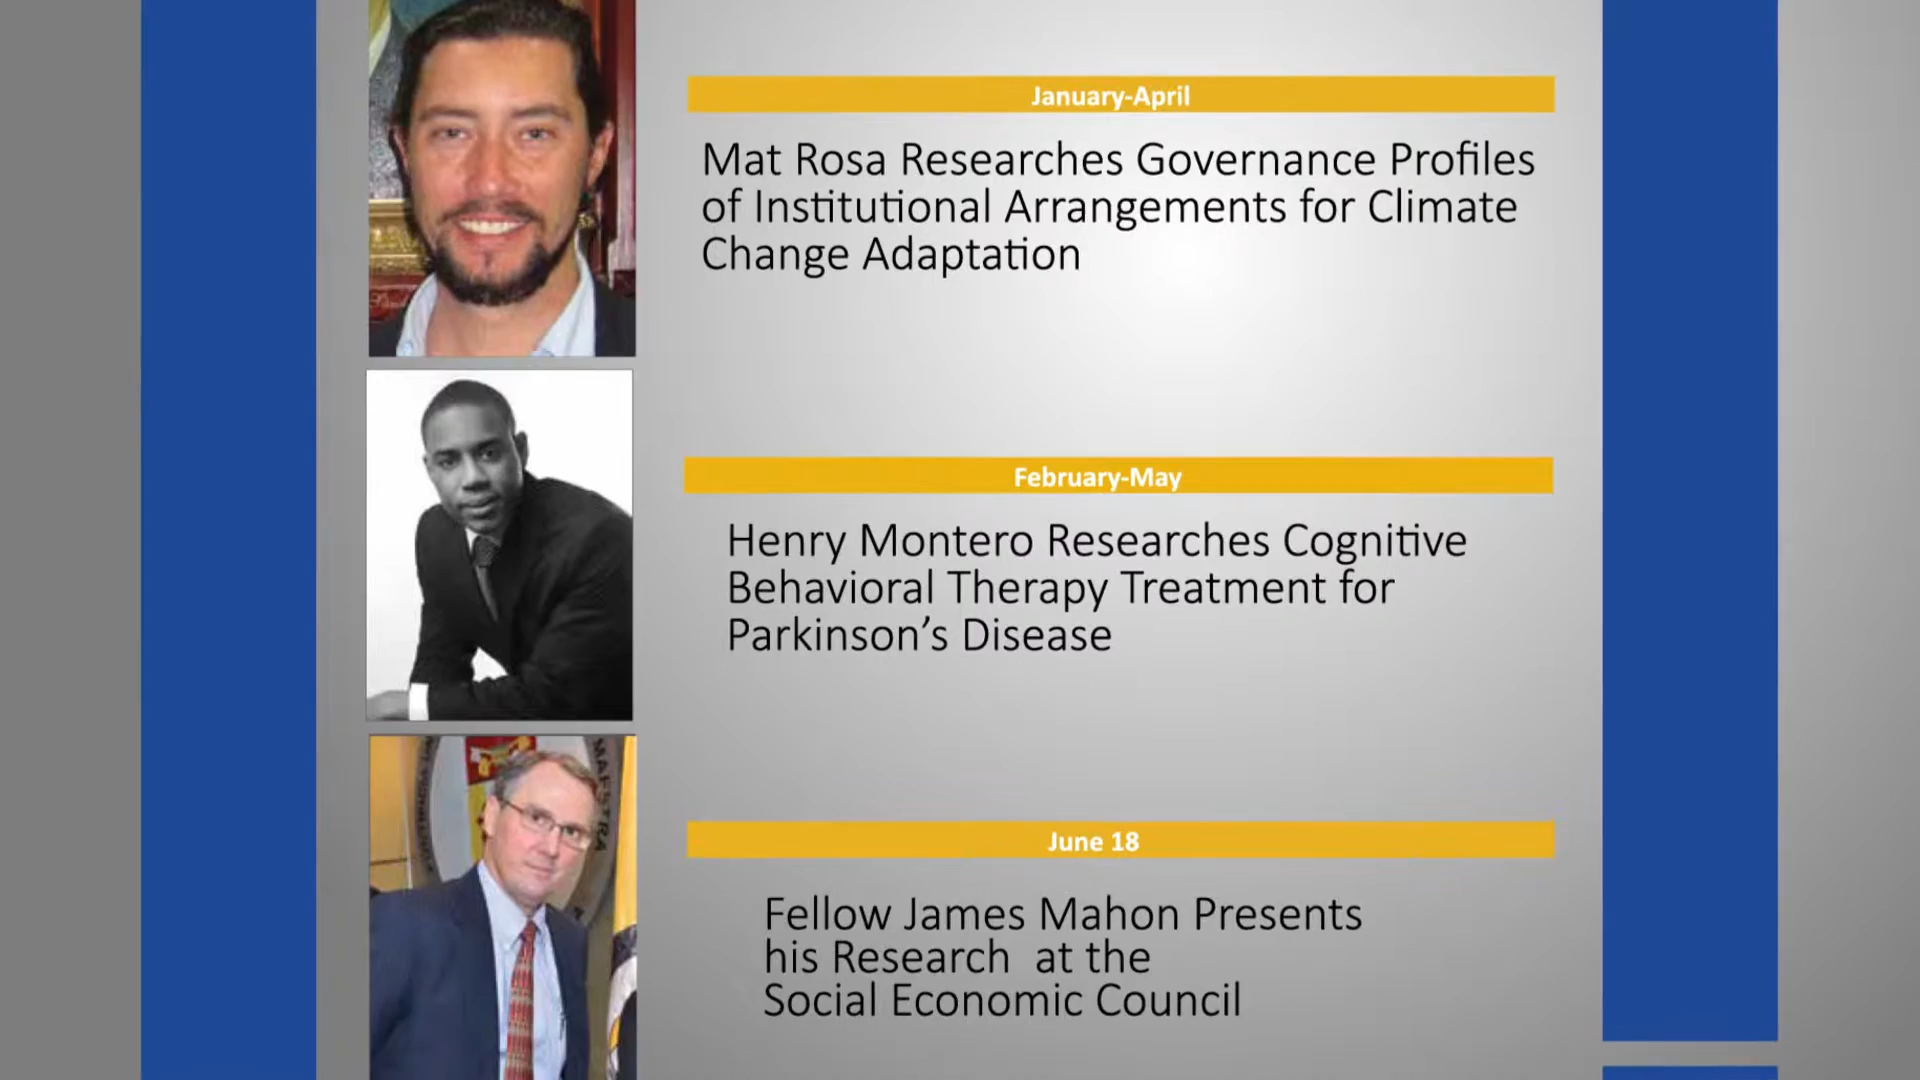 January-April
Mat Rosa Researches Governance Profiles
of Institutional Arrangements for Climate
Change Adaptation
February-May
Henry Montero Researches Cognitive
Behavioral Therapy Treatment for
Parkinson’s Disease
June 18
Fellow James Mahon Presents
his Research at the
Social Economic Council